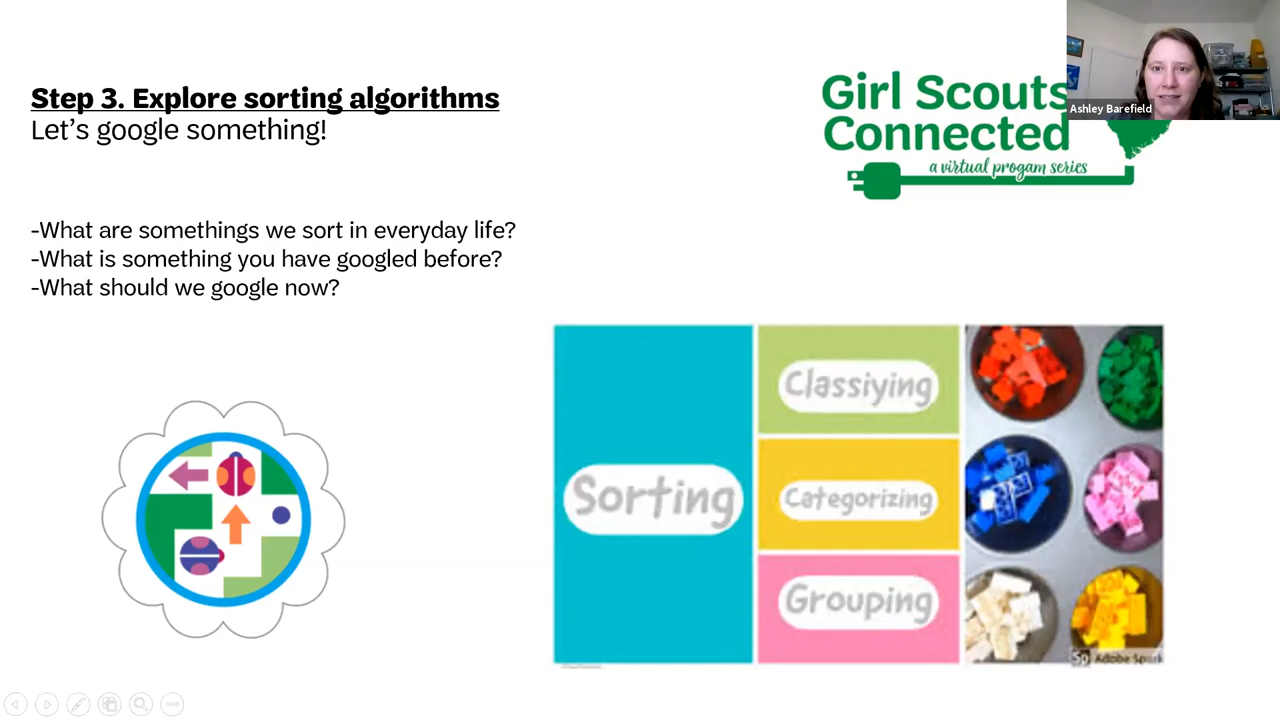 Step 3. Explore sorting algorithms
Let's google something!
-What are somethings we sort in everyday life?
-What is something you have googled before?
-What should we google now?
Girl Scouts
Connected
a virtual progam series
Ashley Barefield
Sorting
Classiying
Categorizing
Grouping
Sp Adobe Spark